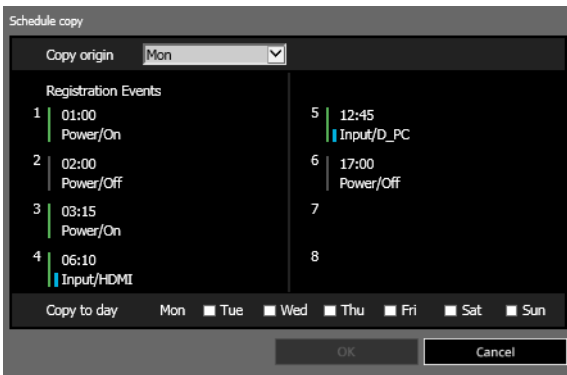 Schedule copy
Copy origin Mon
Registration Events
1 01:00
Power/On
2 02:00
Power/Off
3 03:15
Power/On
4 06:10
Input/HDMI
5 12:45
Input/D_PC
6 17:00
Power/Off
7
8
Copy to day Mon Tue Wed Thu Fri Sat Sun
OK Cancel